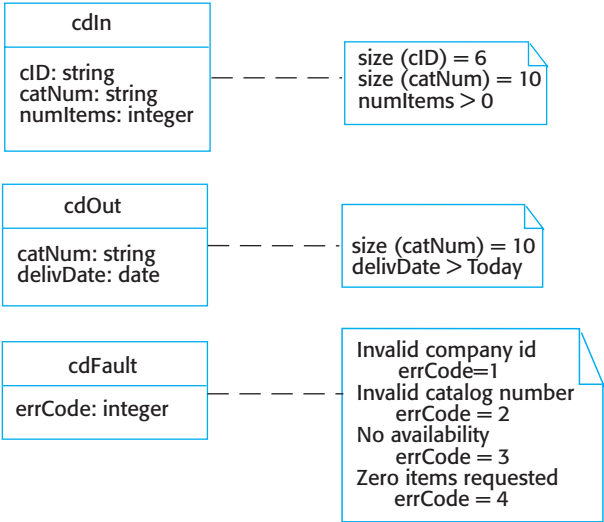 cdIn
cID: string
catNum: string
numItems: integer
size (cID) = 6
size (catNum) = 10
numItems > 0
cdOut
catNum: string
delivDate: date
size (catNum) = 10
delivDate > Today
cdFault
errCode: integer
Invalid company id
errCode=1
Invalid catalog number
errCode = 2
No availability
errCode = 3
Zero items requested
errCode = 4